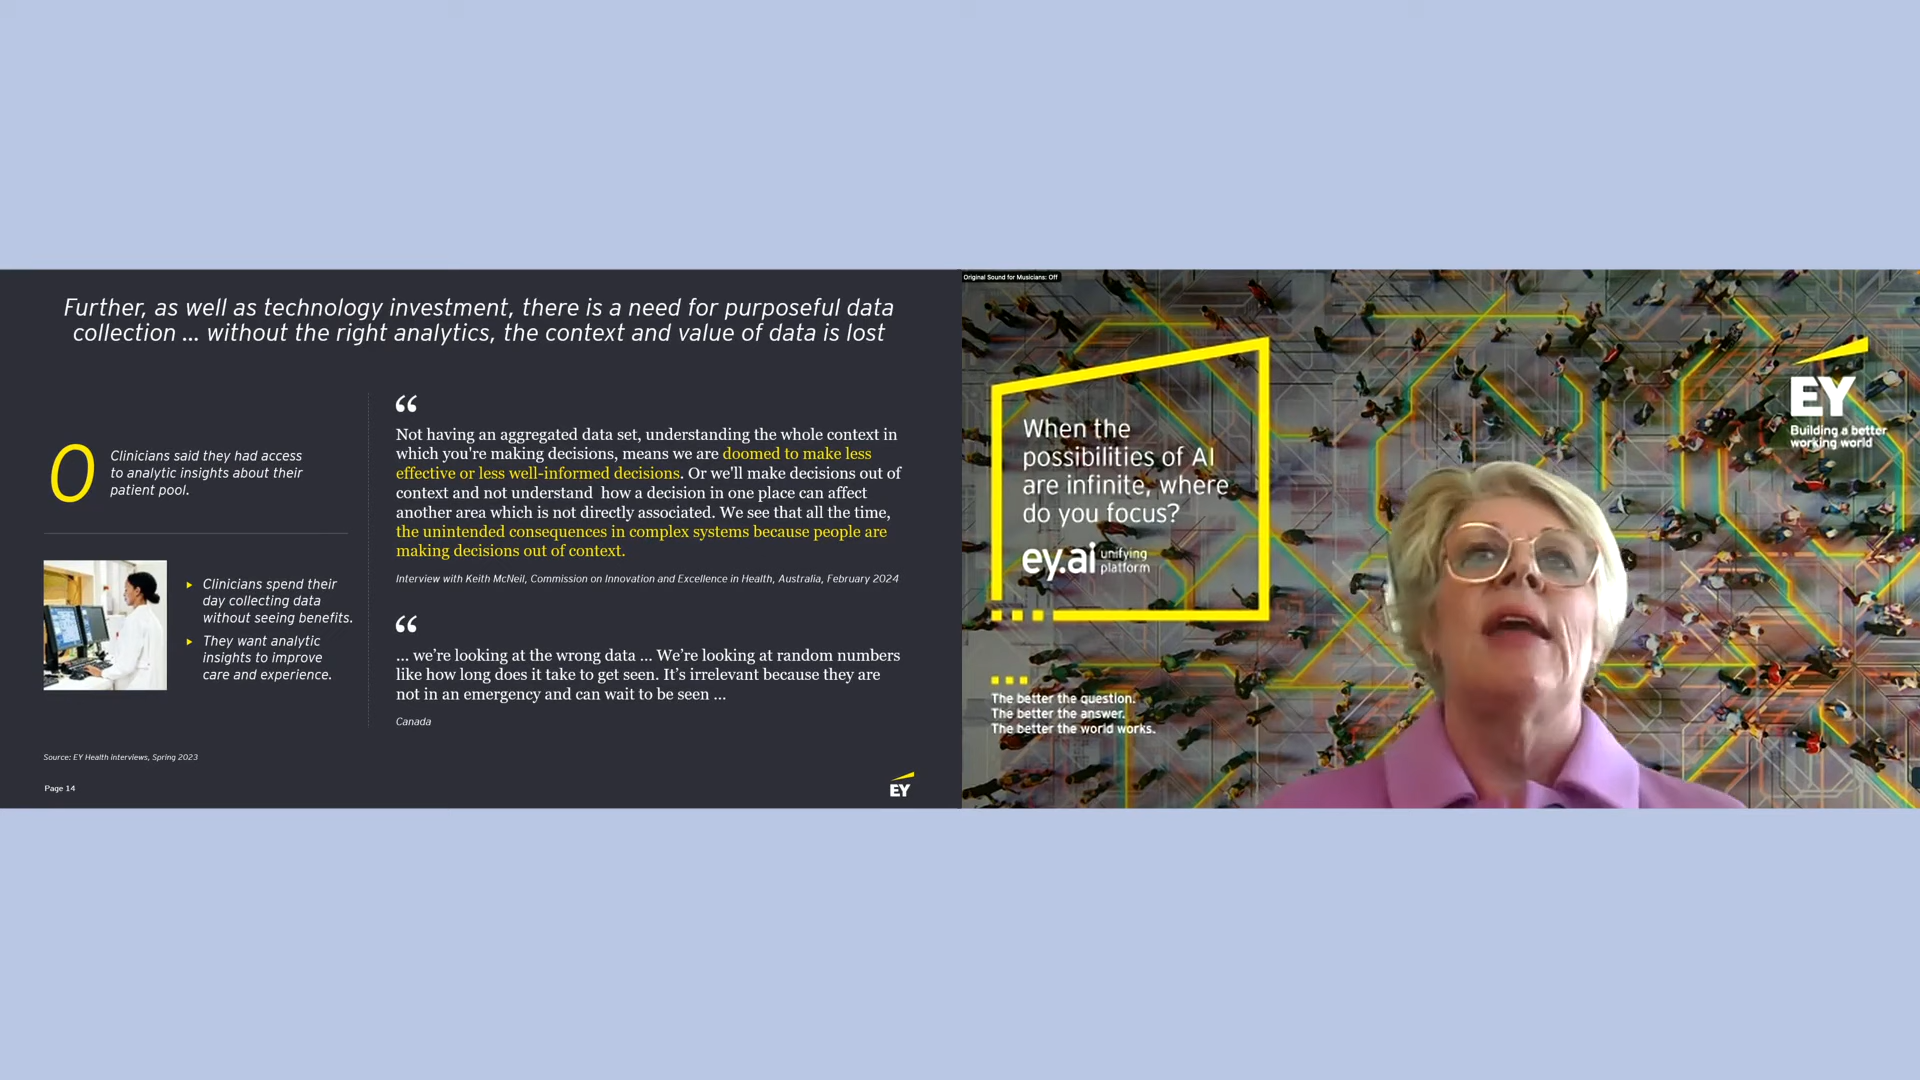 Further, as well as technology investment, there is a need for purposeful data
collection ... without the right analytics, the context and value of data is lost
0
Clinicians said they had access
to analytic insights about their
patient pool.
Clinicians spend their
day collecting data
without seeing benefits.
They want analytic
insights to improve
care and experience.
“
Not having an aggregated data set, understanding the whole context in
which you're making decisions, means we are doomed to make less
effective or less well-informed decisions. Or we'll make decisions out of
context and not understand how a decision in one place can affect
another area which is not directly associated. We see that all the time,
the unintended consequences in complex systems because people are
making decisions out of context.
Interview with Keith McNeil, Commission on Innovation and Excellence in Health, Australia, February 2024
“
... we’re looking at the wrong data ... We’re looking at random numbers
like how long does it take to get seen. It’s irrelevant because they are
not in an emergency and can wait to be seen ...
Canada
Source: EY Health interviews, Spring 2023
Page 14
EY
Original Sound for Musicians: Off
When the
possibilities of AI
are infinite, where
do you focus?
ey.ai unifying
platform
The better the question.
The better the answer.
The better the world works.
EY
Building a better
working world